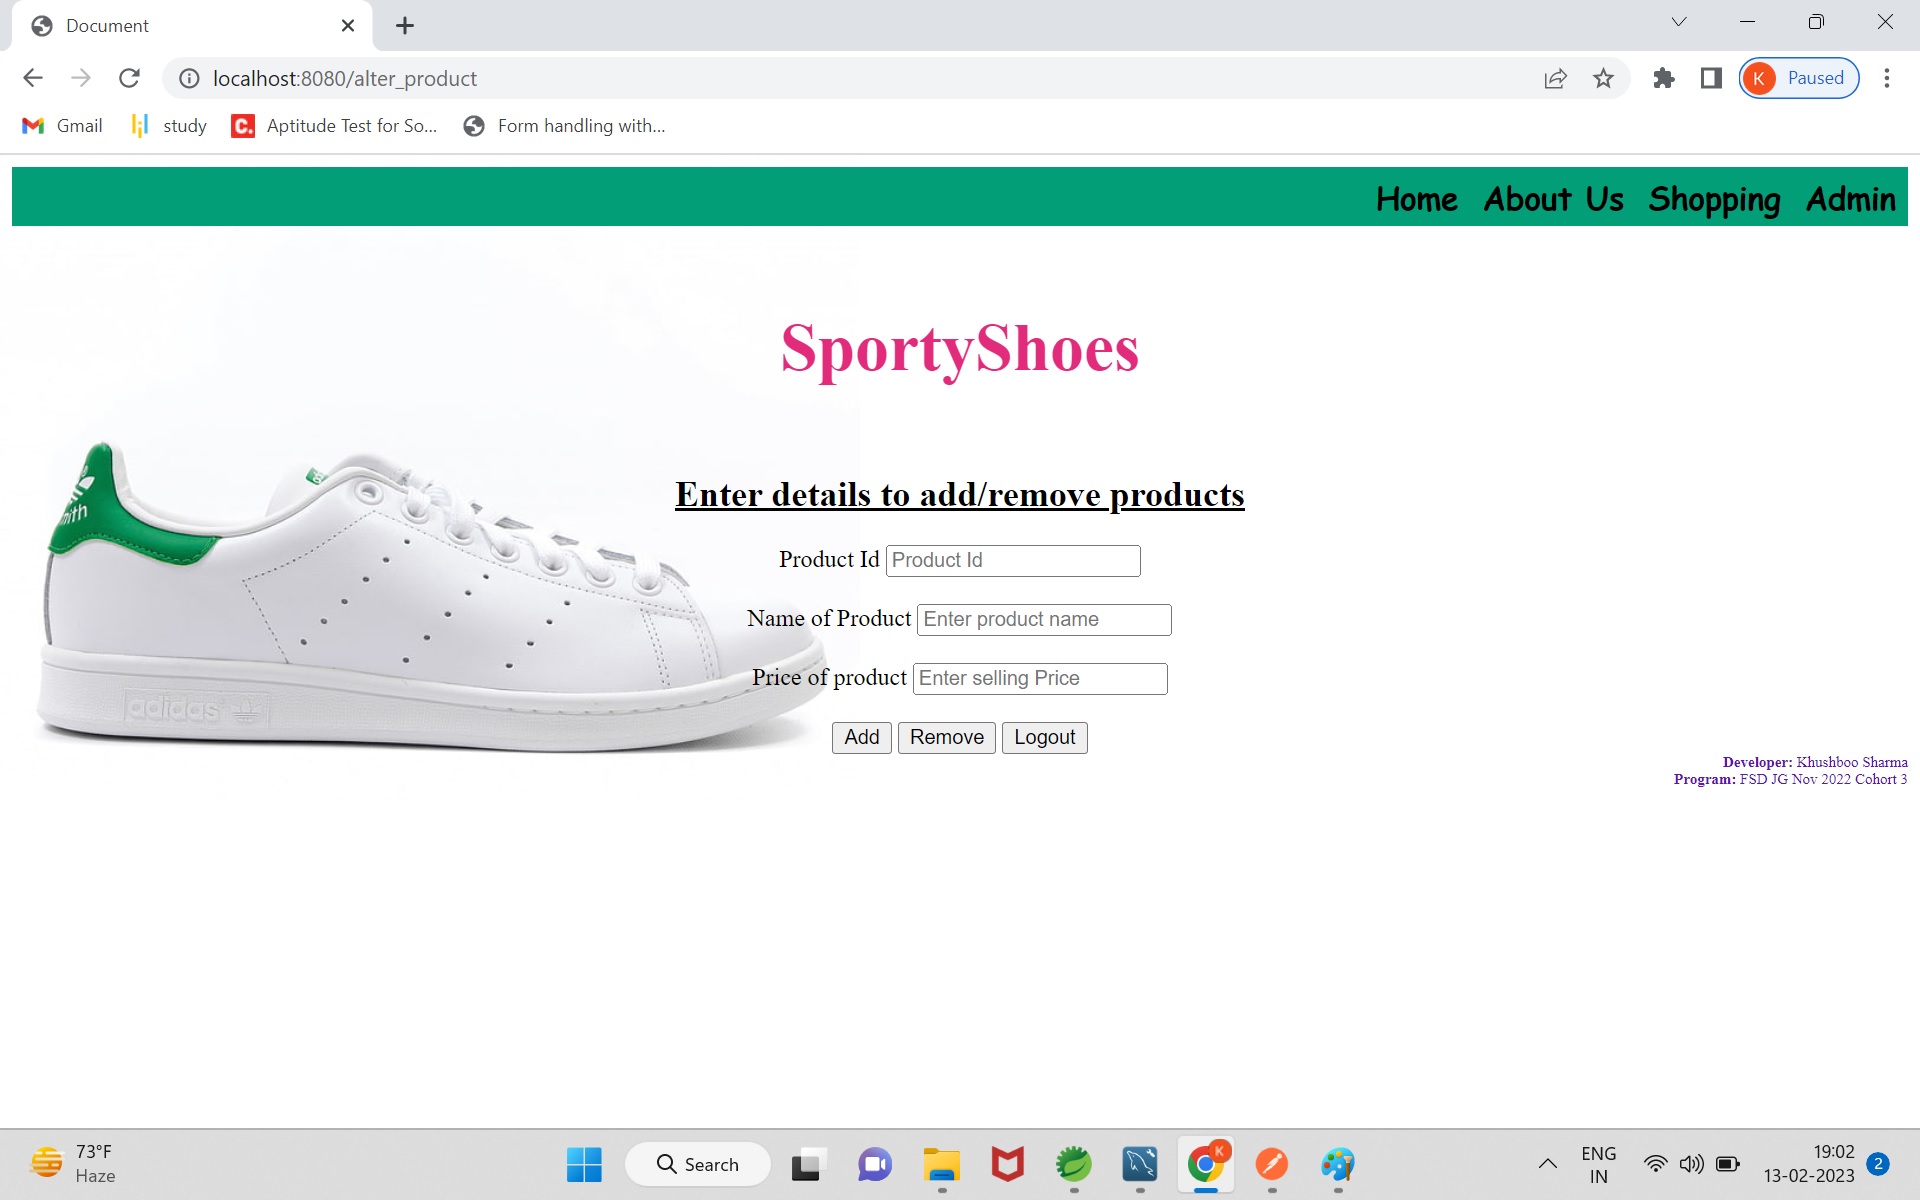 Document
localhost:8080/alter_product
K Paused
Gmail study C. Aptitude Test for So... Form handling with...
Home About Us Shopping Admin
SportyShoes
Enter details to add/remove products
mith
Product Id Product Id
Name of Product Enter product name
Price of product Enter selling Price
adidas
Add Remove Logout
Developer: Khushboo Sharma
Program: FSD JG Nov 2022 Cohort 3
73°F
Haze
Search
K
ENG
IN
19:02
13-02-2023
2